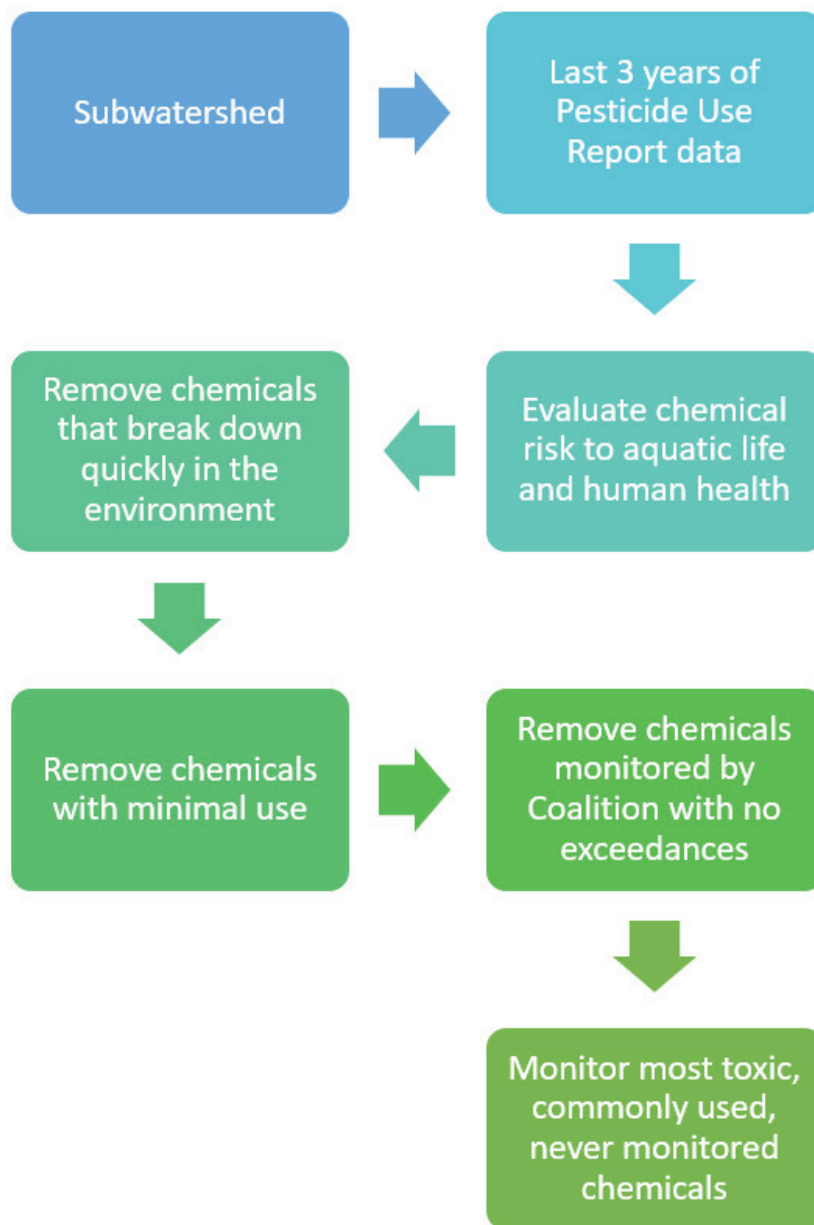 Subwatershed
Last 3 years of
Pesticide Use
Report data
Evaluate chemical
risk to aquatic life
and human health
Remove chemicals
that break down
quickly in the
environment
Remove chemicals
with minimal use
Remove chemicals
monitored by
Coalition with no
exceedances
Monitor most toxic,
commonly used,
never monitored
chemicals